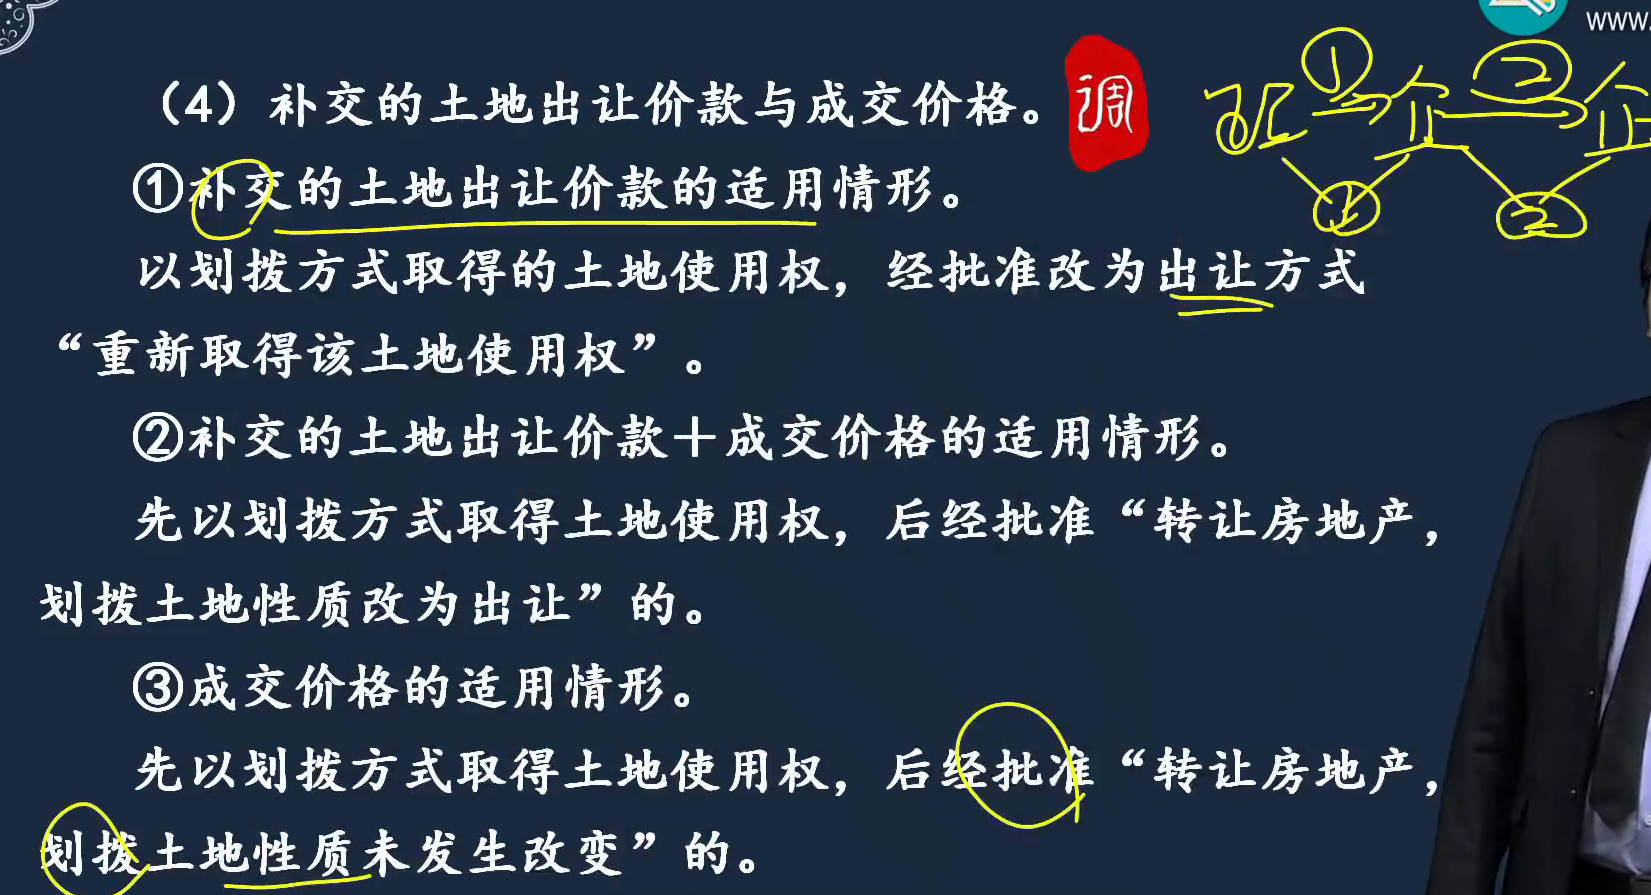 www.
（4）补交的土地出让价款与成交价格。 调
①补交的土地出让价款的适用情形。
以划拨方式取得的土地使用权，经批准改为出让方式
“重新取得该土地使用权”。
②补交的土地出让价款＋成交价格的适用情形。
先以划拨方式取得土地使用权，后经批准“转让房地产，
划拨土地性质改为出让”的。
③成交价格的适用情形。
先以划拨方式取得土地使用权，后经批准“转让房地产，
划拨土地性质未发生改变”的。
① ②
企 企
① ②